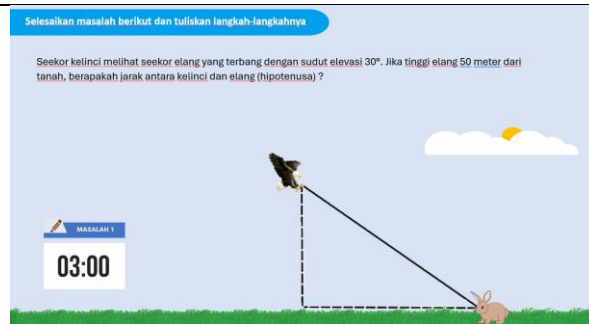 Selesaikan masalah berikut dan tuliskan langkah-langkahnya
Seekor kelinci melihat seekor elang yang terbang dengan sudut elevasi 30°. Jika tinggi elang 50 meter dari
tanah, berapakah jarak antara kelinci dan elang (hipotenusa) ?
MASALAH 1
03:00